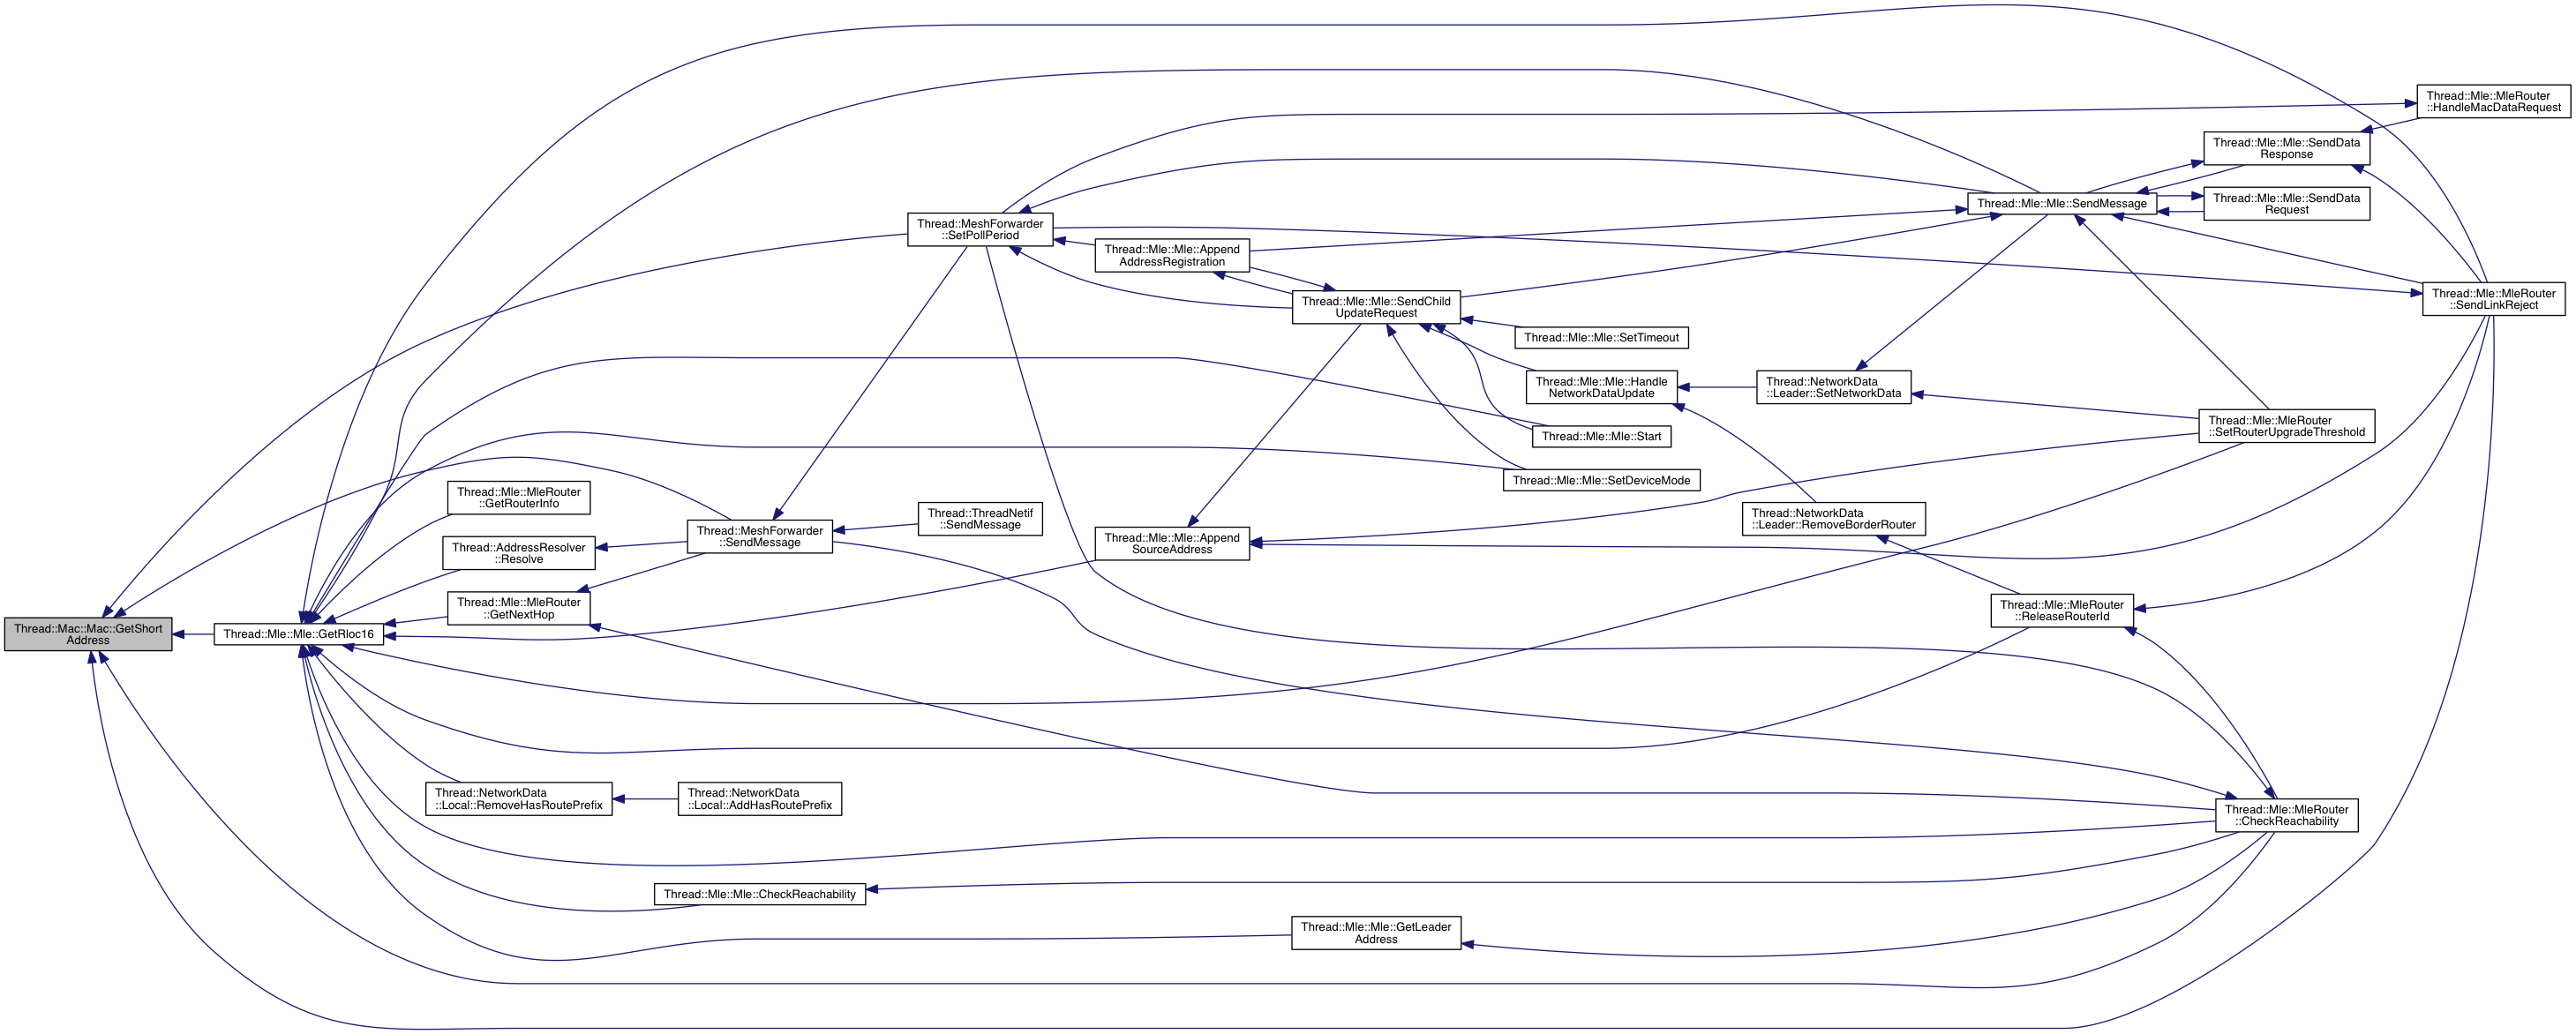 Thread::Mle::MleRouter
::HandleMacDataRequest
Thread::Mle::Mle::SendData
Response
Thread::Mle::Mle::SendMessage
Thread::Mle::Mle::SendData
Request
Thread::MeshForwarder
::SetPollPeriod
Thread::Mle::Mle::Append
AddressRegistration
Thread::Mle::Mle::SendChild
UpdateRequest
Thread::Mle::MleRouter
::SendLinkReject
Thread::Mle::Mle::SetTimeout
Thread::Mle::Mle::Handle
NetworkDataUpdate
Thread::NetworkData
::Leader::SetNetworkData
Thread::Mle::MleRouter
::SetRouterUpgradeThreshold
Thread::Mle::Mle::Start
Thread::Mle::Mle::SetDeviceMode
Thread::Mle::MleRouter
::GetRouterInfo
Thread::ThreadNetif
::SendMessage
Thread::NetworkData
::Leader::RemoveBorderRouter
Thread::MeshForwarder
::SendMessage
Thread::Mle::Mle::Append
SourceAddress
Thread::AddressResolver
::Resolve
Thread::Mle::MleRouter
::GetNextHop
Thread::Mle::MleRouter
::ReleaseRouterId
Thread::Mac::Mac::GetShort
Address
Thread::Mle::Mle::GetRloc16
Thread::NetworkData
::Local::RemoveHasRoutePrefix
Thread::NetworkData
::Local::AddHasRoutePrefix
Thread::Mle::MleRouter
::CheckReachability
Thread::Mle::Mle::CheckReachability
Thread::Mle::Mle::GetLeader
Address